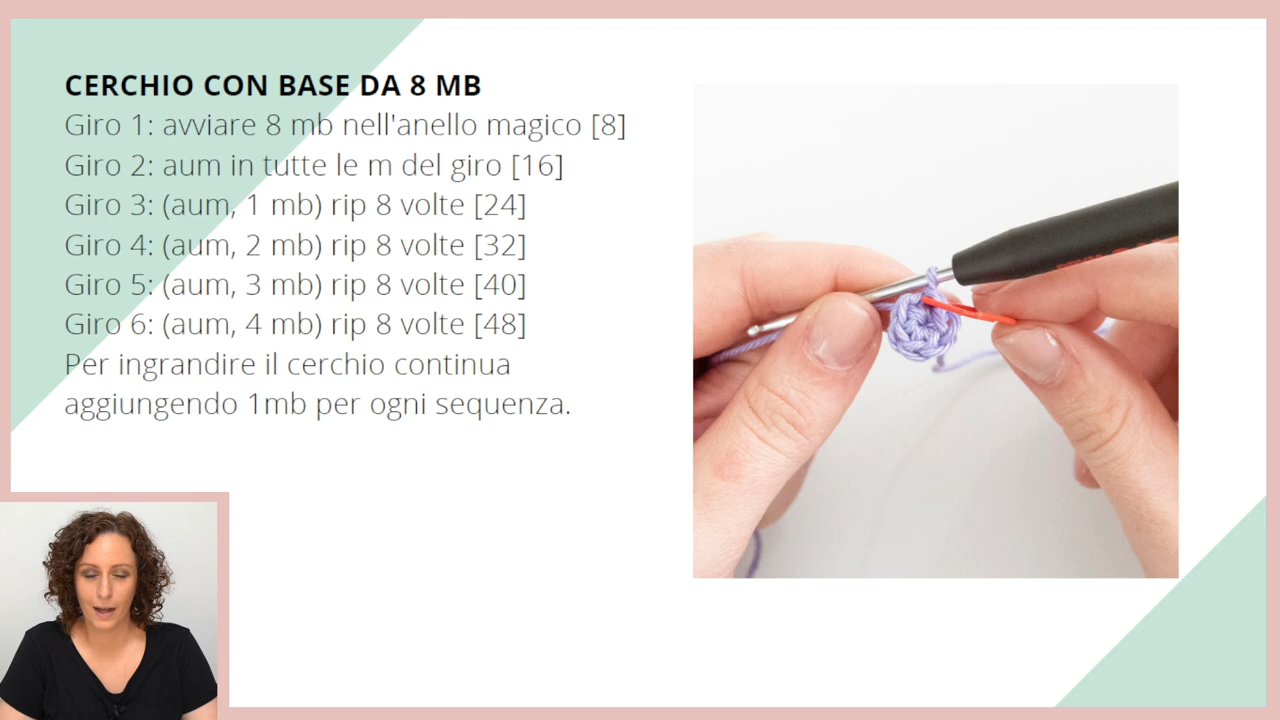 CERCHIO CON BASE DA 8 MB
Giro 1: avviare 8 mb nell'anello magico [8]
Giro 2: aum in tutte le m del giro [16]
Giro 3: (aum, 1 mb) rip 8 volte [24]
Giro 4: (aum, 2 mb) rip 8 volte [32]
Giro 5: (aum, 3 mb) rip 8 volte [40]
Giro 6: (aum, 4 mb) rip 8 volte [48]
Per ingrandire il cerchio continua
aggiungendo 1mb per ogni sequenza.